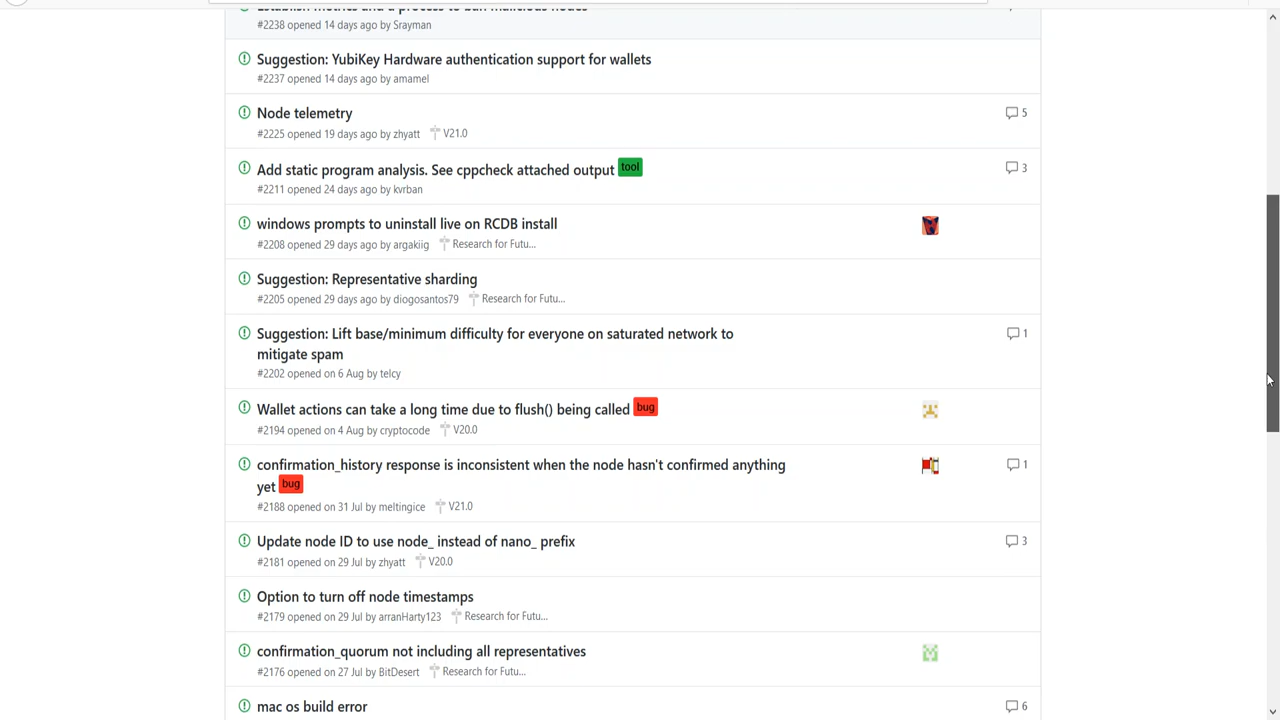 Establish metrics and a process to ban malicious nodes
#2238 opened 14 days ago by Srayman
Suggestion: YubiKey Hardware authentication support for wallets
#2237 opened 14 days ago by amamel
Node telemetry
5
#2225 opened 19 days ago by zhyatt V21.0
Add static program analysis. See cppcheck attached output tool
3
#2211 opened 24 days ago by kvrban
windows prompts to uninstall live on RCDB install
#2208 opened 29 days ago by argakiig Research for Futu...
Suggestion: Representative sharding
#2205 opened 29 days ago by diogosantos79 Research for Futu...
Suggestion: Lift base/minimum difficulty for everyone on saturated network to
1
mitigate spam
#2202 opened on 6 Aug by telcy
Wallet actions can take a long time due to flush() being called bug
#2194 opened on 4 Aug by cryptocode V20.0
confirmation_history response is inconsistent when the node hasn't confirmed anything
1
yet bug
#2188 opened on 31 Jul by meltingice V21.0
Update node ID to use node_ instead of nano_ prefix
3
#2181 opened on 29 Jul by zhyatt V20.0
Option to turn off node timestamps
#2179 opened on 29 Jul by arranHarty123 Research for Futu...
confirmation_quorum not including all representatives
#2176 opened on 27 Jul by BitDesert Research for Futu...
mac os build error
6